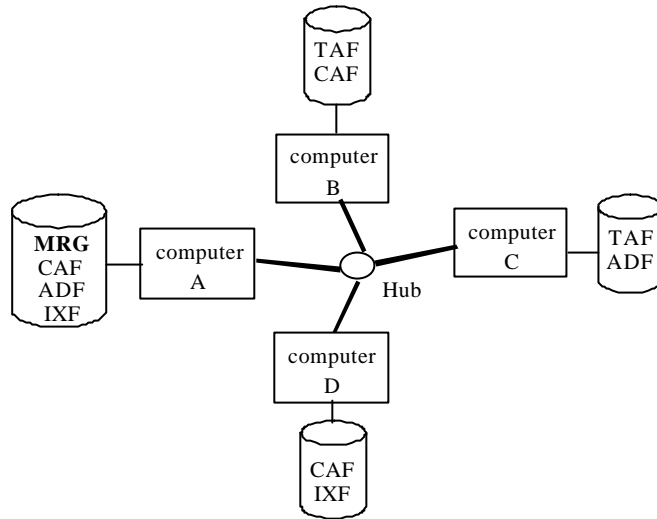 TAF
CAF
computer
B
MRG
CAF
ADF
IXF
computer
A
computer
C
TAF
ADF
Hub
computer
D
CAF
IXF